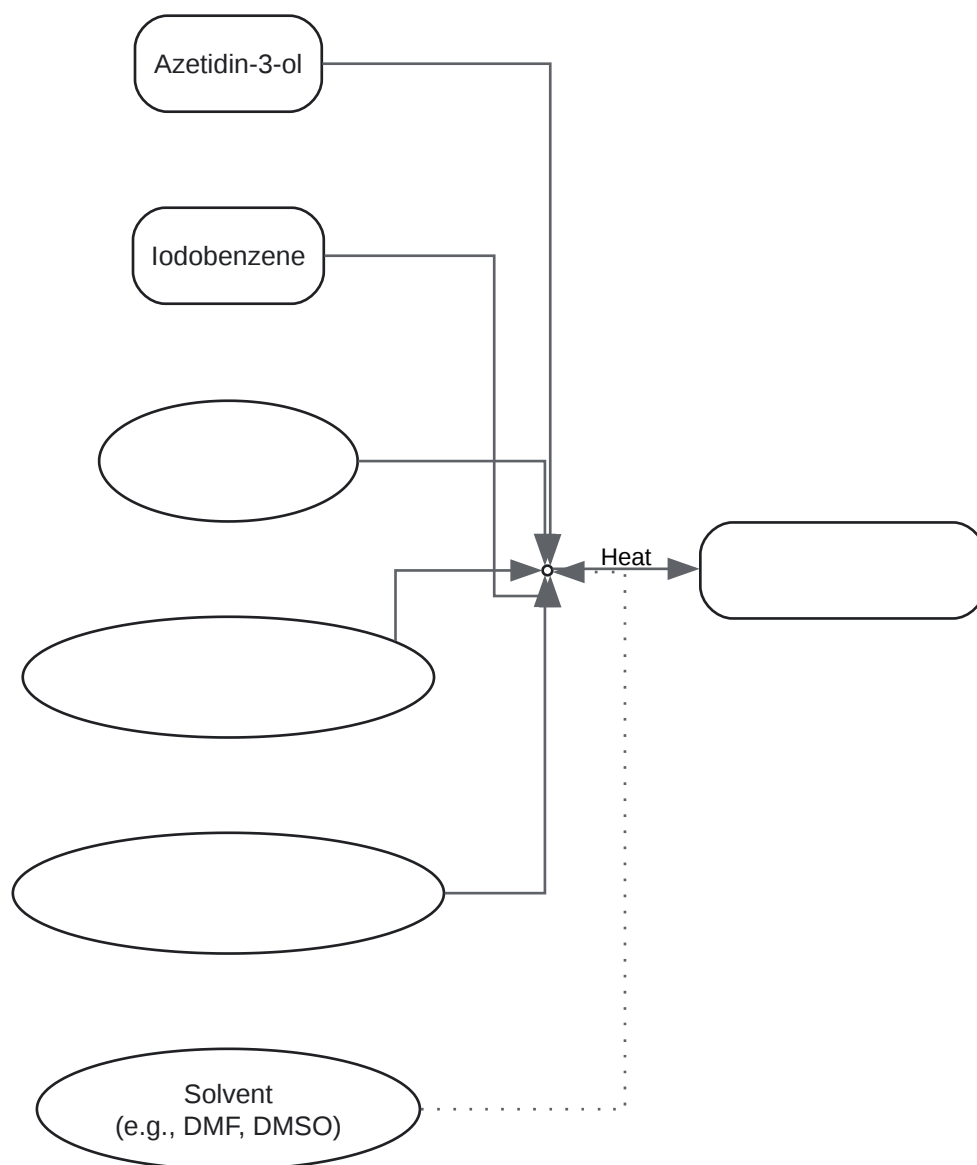 Azetidin-3-ol
Iodobenzene
Heat
Solvent
(e.g., DMF, DMSO)